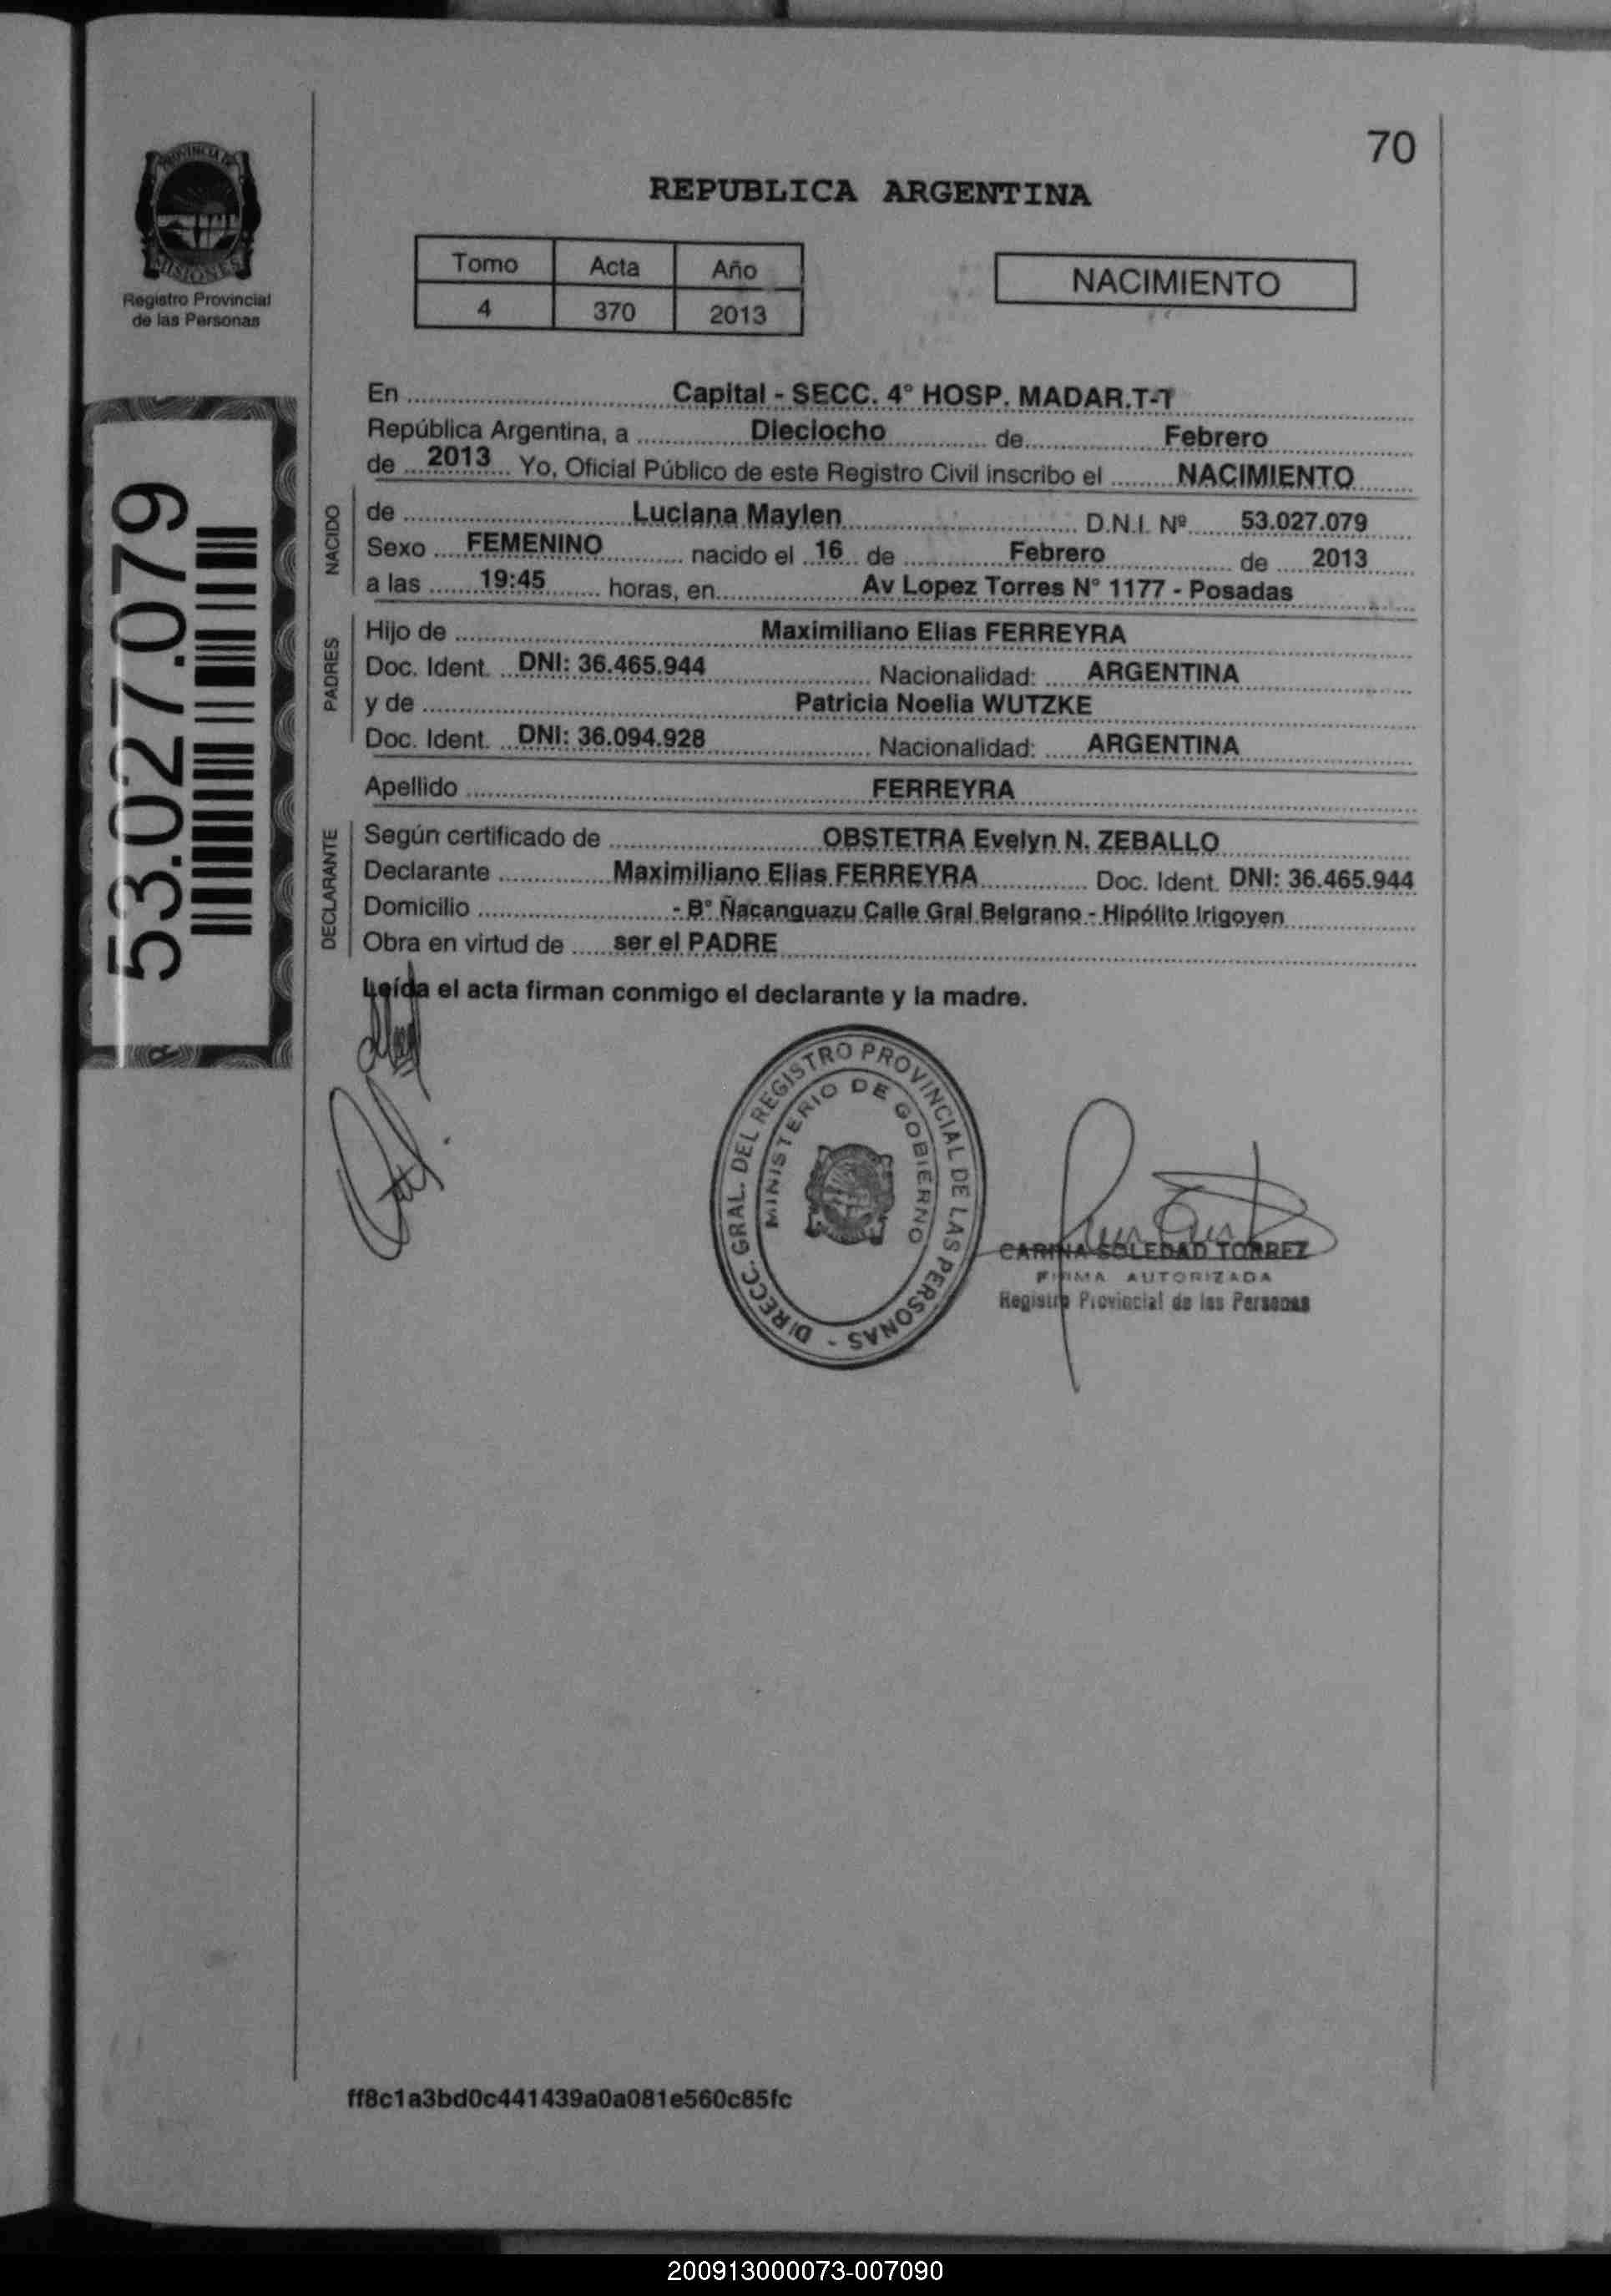 70
PROVINCIA DE
MISIONES
Registro Provincial
de las Personas
REPUBLICA ARGENTINA
Tomo Acta Año
4 370 2013
NACIMIENTO
53.027.079
En Capital - SECC. 4° HOSP. MADAR.T-T
República Argentina, a Dieciocho de Febrero
de 2013 Yo, Oficial Público de este Registro Civil inscribo el NACIMIENTO
NACIDO
de Luciana Maylen D.N.I. Nº 53.027.079
Sexo FEMENINO nacido el 16 de Febrero de 2013
a las 19:45 horas, en Av Lopez Torres N° 1177 - Posadas
PADRES
Hijo de Maximiliano Elias FERREYRA
Doc. Ident. DNI: 36.465.944 Nacionalidad: ARGENTINA
y de Patricia Noelia WUTZKE
Doc. Ident. DNI: 36.094.928 Nacionalidad: ARGENTINA
Apellido FERREYRA
DECLARANTE
Según certificado de OBSTETRA Evelyn N. ZEBALLO
Declarante Maximiliano Elias FERREYRA Doc. Ident. DNI: 36.465.944
Domicilio - B° Ñacanguazu Calle Gral Belgrano - Hipólito Irigoyen
Obra en virtud de ser el PADRE
Leída el acta firman conmigo el declarante y la madre.
DIRECC. GRAL. DEL REGISTRO PROVINCIAL DE LAS PERSONAS -
MINISTERIO DE GOBIERNO
CARINA SOLEDAD TORREZ
FIRMA AUTORIZADA
Registro Provincial de las Personas
ff8c1a3bd0c441439a0a081e560c85fc
200913000073-007090